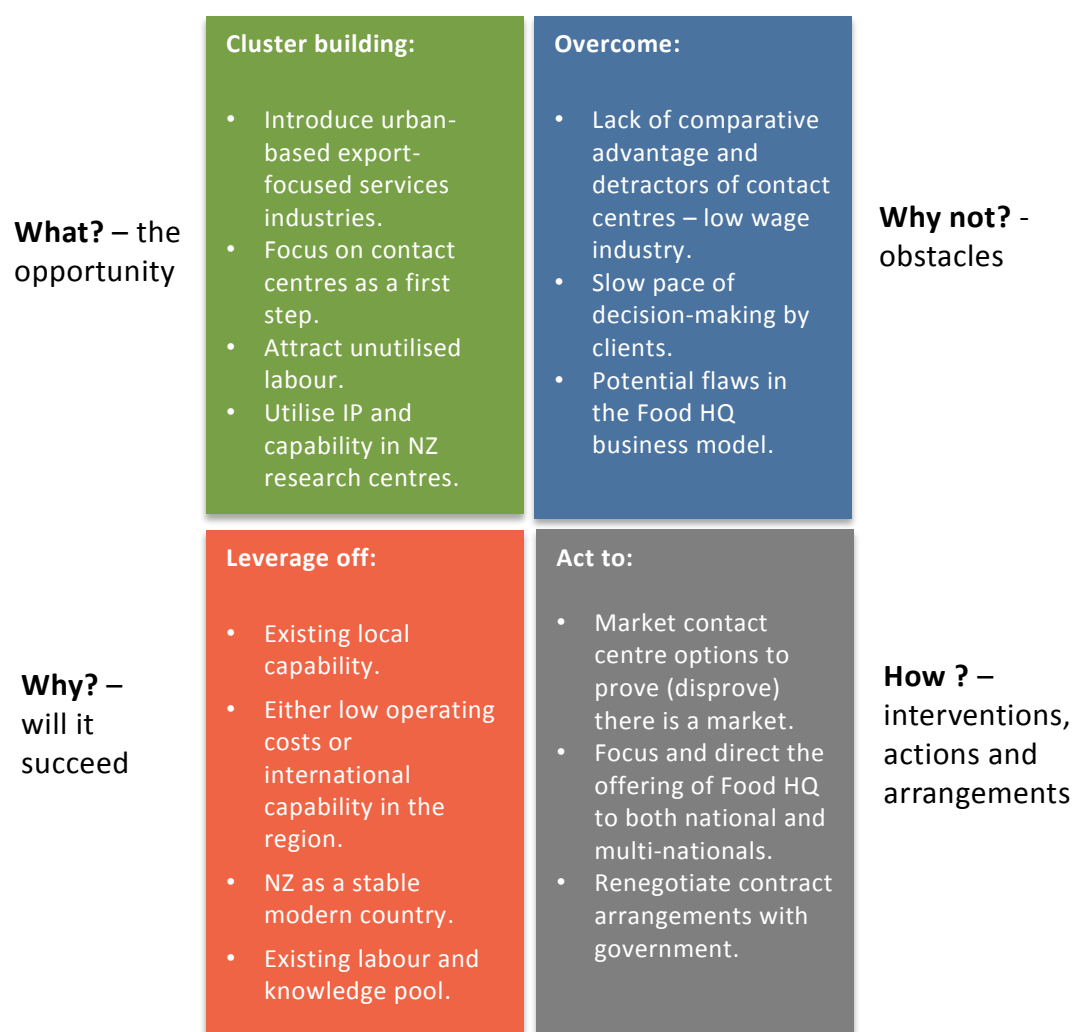 What? – the
opportunity
Cluster building:
• Introduce urban-
based export-
focused services
industries.
• Focus on contact
centres as a first
step.
• Attract unutilised
labour.
• Utilise IP and
capability in NZ
research centres.
Overcome:
• Lack of comparative
advantage and
detractors of contact
centres – low wage
industry.
• Slow pace of
decision-making by
clients.
• Potential flaws in
the Food HQ
business model.
Why not? -
obstacles
Why? –
will it
succeed
Leverage off:
• Existing local
capability.
• Either low operating
costs or
international
capability in the
region.
• NZ as a stable
modern country.
• Existing labour and
knowledge pool.
Act to:
• Market contact
centre options to
prove (disprove)
there is a market.
• Focus and direct the
offering of Food HQ
to both national and
multi-nationals.
• Renegotiate contract
arrangements with
government.
How ? –
interventions,
actions and
arrangements